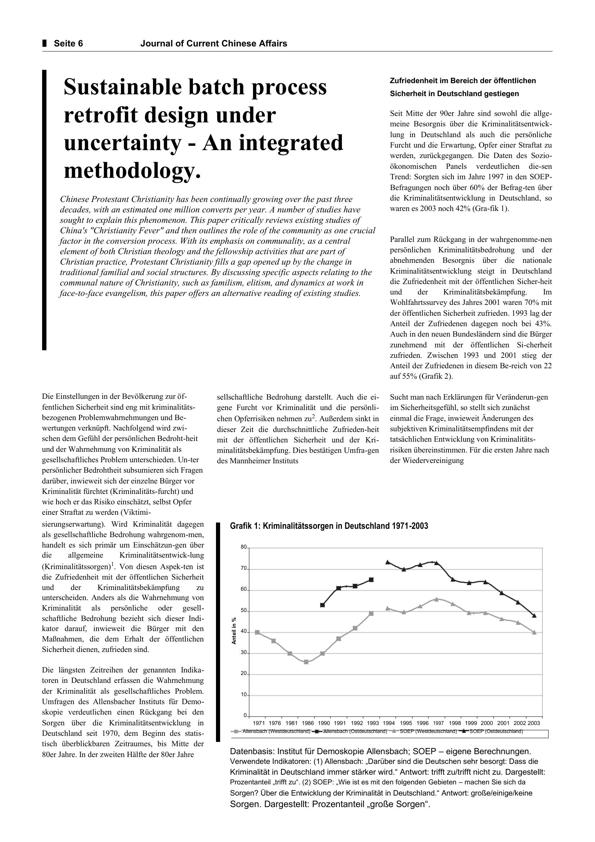 Seite 6
Journal of Current Chinese Affairs
Sustainable batch process
retrofit design under
uncertainty - An integrated
methodology.
Chinese Protestant Christianity has been continually growing over the past three
decades, with an estimated one million converts per year. A number of studies have
sought to explain this phenomenon. This paper critically reviews existing studies of
China's "Christianity Fever" and then outlines the role of the community as one crucial
factor in the conversion process. With its emphasis on communality, as a central
element of both Christian theology and the fellowship activities that are part of
Christian practice, Protestant Christianity fills a gap opened up by the change in
traditional familial and social structures. By discussing specific aspects relating to the
communal nature of Christianity, such as familism, elitism, and dynamics at work in
face-to-face evangelism, this paper offers an alternative reading of existing studies.
Zufriedenheit im Bereich der öffentlichen
Sicherheit in Deutschland gestiegen
Seit Mitte der 90er Jahre sind sowohl die allge-
meine Besorgnis über die Kriminalitätsentwick-
lung in Deutschland als auch die persönliche
Furcht und die Erwartung, Opfer einer Straftat zu
werden, zurückgegangen. Die Daten des Sozio-
ökonomischen Panels verdeutlichen die-sen
Trend: Sorgten sich im Jahre 1997 in den SOEP-
Befragungen noch über 60% der Befrag-ten über
die Kriminalitätsentwicklung in Deutschland, so
waren es 2003 noch 42% (Gra-fik 1).
Parallel zum Rückgang in der wahrgenomme-nen
persönlichen Kriminalitätsbedrohung und der
abnehmenden Besorgnis über die nationale
Kriminalitätsentwicklung steigt in Deutschland
die Zufriedenheit mit der öffentlichen Sicher-heit
und der Kriminalitätsbekämpfung. Im
Wohlfahrtssurvey des Jahres 2001 waren 70% mit
der öffentlichen Sicherheit zufrieden. 1993 lag der
Anteil der Zufriedenen dagegen noch bei 43%.
Auch in den neuen Bundesländern sind die Bürger
zunehmend mit der öffentlichen Si-cherheit
zufrieden. Zwischen 1993 und 2001 stieg der
Anteil der Zufriedenen in diesem Be-reich von 22
auf 55% (Grafik 2).
Die Einstellungen in der Bevölkerung zur öf-
fentlichen Sicherheit sind eng mit kriminalitäts-
bezogenen Problemwahrnehmungen und Be-
wertungen verknüpft. Nachfolgend wird zwi-
schen dem Gefühl der persönlichen Bedroht-heit
und der Wahrnehmung von Kriminalität als
gesellschaftliches Problem unterschieden. Un-ter
persönlicher Bedrohtheit subsumieren sich Fragen
darüber, inwieweit sich der einzelne Bürger vor
Kriminalität fürchtet (Kriminalitäts-furcht) und
wie hoch er das Risiko einschätzt, selbst Opfer
einer Straftat zu werden (Viktimi-
sierungserwartung). Wird Kriminalität dagegen
als gesellschaftliche Bedrohung wahrgenom-men,
handelt es sich primär um Einschätzun-gen über
die allgemeine Kriminalitätsentwick-lung
(Kriminalitätssorgen)1. Von diesen Aspek-ten ist
die Zufriedenheit mit der öffentlichen Sicherheit
und der Kriminalitätsbekämpfung zu
unterscheiden. Anders als die Wahrnehmung von
Kriminalität als persönliche oder gesell-
schaftliche Bedrohung bezieht sich dieser Indi-
kator darauf, inwieweit die Bürger mit den
Maßnahmen, die dem Erhalt der öffentlichen
Sicherheit dienen, zufrieden sind.
Die längsten Zeitreihen der genannten Indika-
toren in Deutschland erfassen die Wahrnehmung
der Kriminalität als gesellschaftliches Problem.
Umfragen des Allensbacher Instituts für Demo-
skopie verdeutlichen einen Rückgang bei den
Sorgen über die Kriminalitätsentwicklung in
Deutschland seit 1970, dem Beginn des statis-
tisch überblickbaren Zeitraumes, bis Mitte der
80er Jahre. In der zweiten Hälfte der 80er Jahre
sellschaftliche Bedrohung darstellt. Auch die ei-
gene Furcht vor Kriminalität und die persönli-
chen Opferrisiken nehmen zu2. Außerdem sinkt in
dieser Zeit die durchschnittliche Zufrieden-heit
mit der öffentlichen Sicherheit und der Kri-
minalitätsbekämpfung. Dies bestätigten Umfra-gen
des Mannheimer Instituts
Sucht man nach Erklärungen für Veränderun-gen
im Sicherheitsgefühl, so stellt sich zunächst
einmal die Frage, inwieweit Änderungen des
subjektiven Kriminalitätsempfindens mit der
tatsächlichen Entwicklung von Kriminalitäts-
risiken übereinstimmen. Für die ersten Jahre nach
der Wiedervereinigung
Grafik 1: Kriminalitätssorgen in Deutschland 1971-2003
80
70
60
50
40
30
20
10
0
Anteil in %
1971 1976 1981 1986 1990 1991 1992 1993 1994 1995 1996 1997 1998 1999 2000 2001 2002 2003
Allensbach (Westdeutschland) Allensbach (Ostdeutschland) SOEP (Westdeutschland) SOEP (Ostdeutschland)
Datenbasis: Institut für Demoskopie Allensbach; SOEP – eigene Berechnungen.
Verwendete Indikatoren: (1) Allensbach: „Darüber sind die Deutschen sehr besorgt: Dass die
Kriminalität in Deutschland immer stärker wird.“ Antwort: trifft zu/trifft nicht zu. Dargestellt:
Prozentanteil „trifft zu“. (2) SOEP: „Wie ist es mit den folgenden Gebieten – machen Sie sich da
Sorgen? Über die Entwicklung der Kriminalität in Deutschland.“ Antwort: große/einige/keine
Sorgen. Dargestellt: Prozentanteil „große Sorgen“.